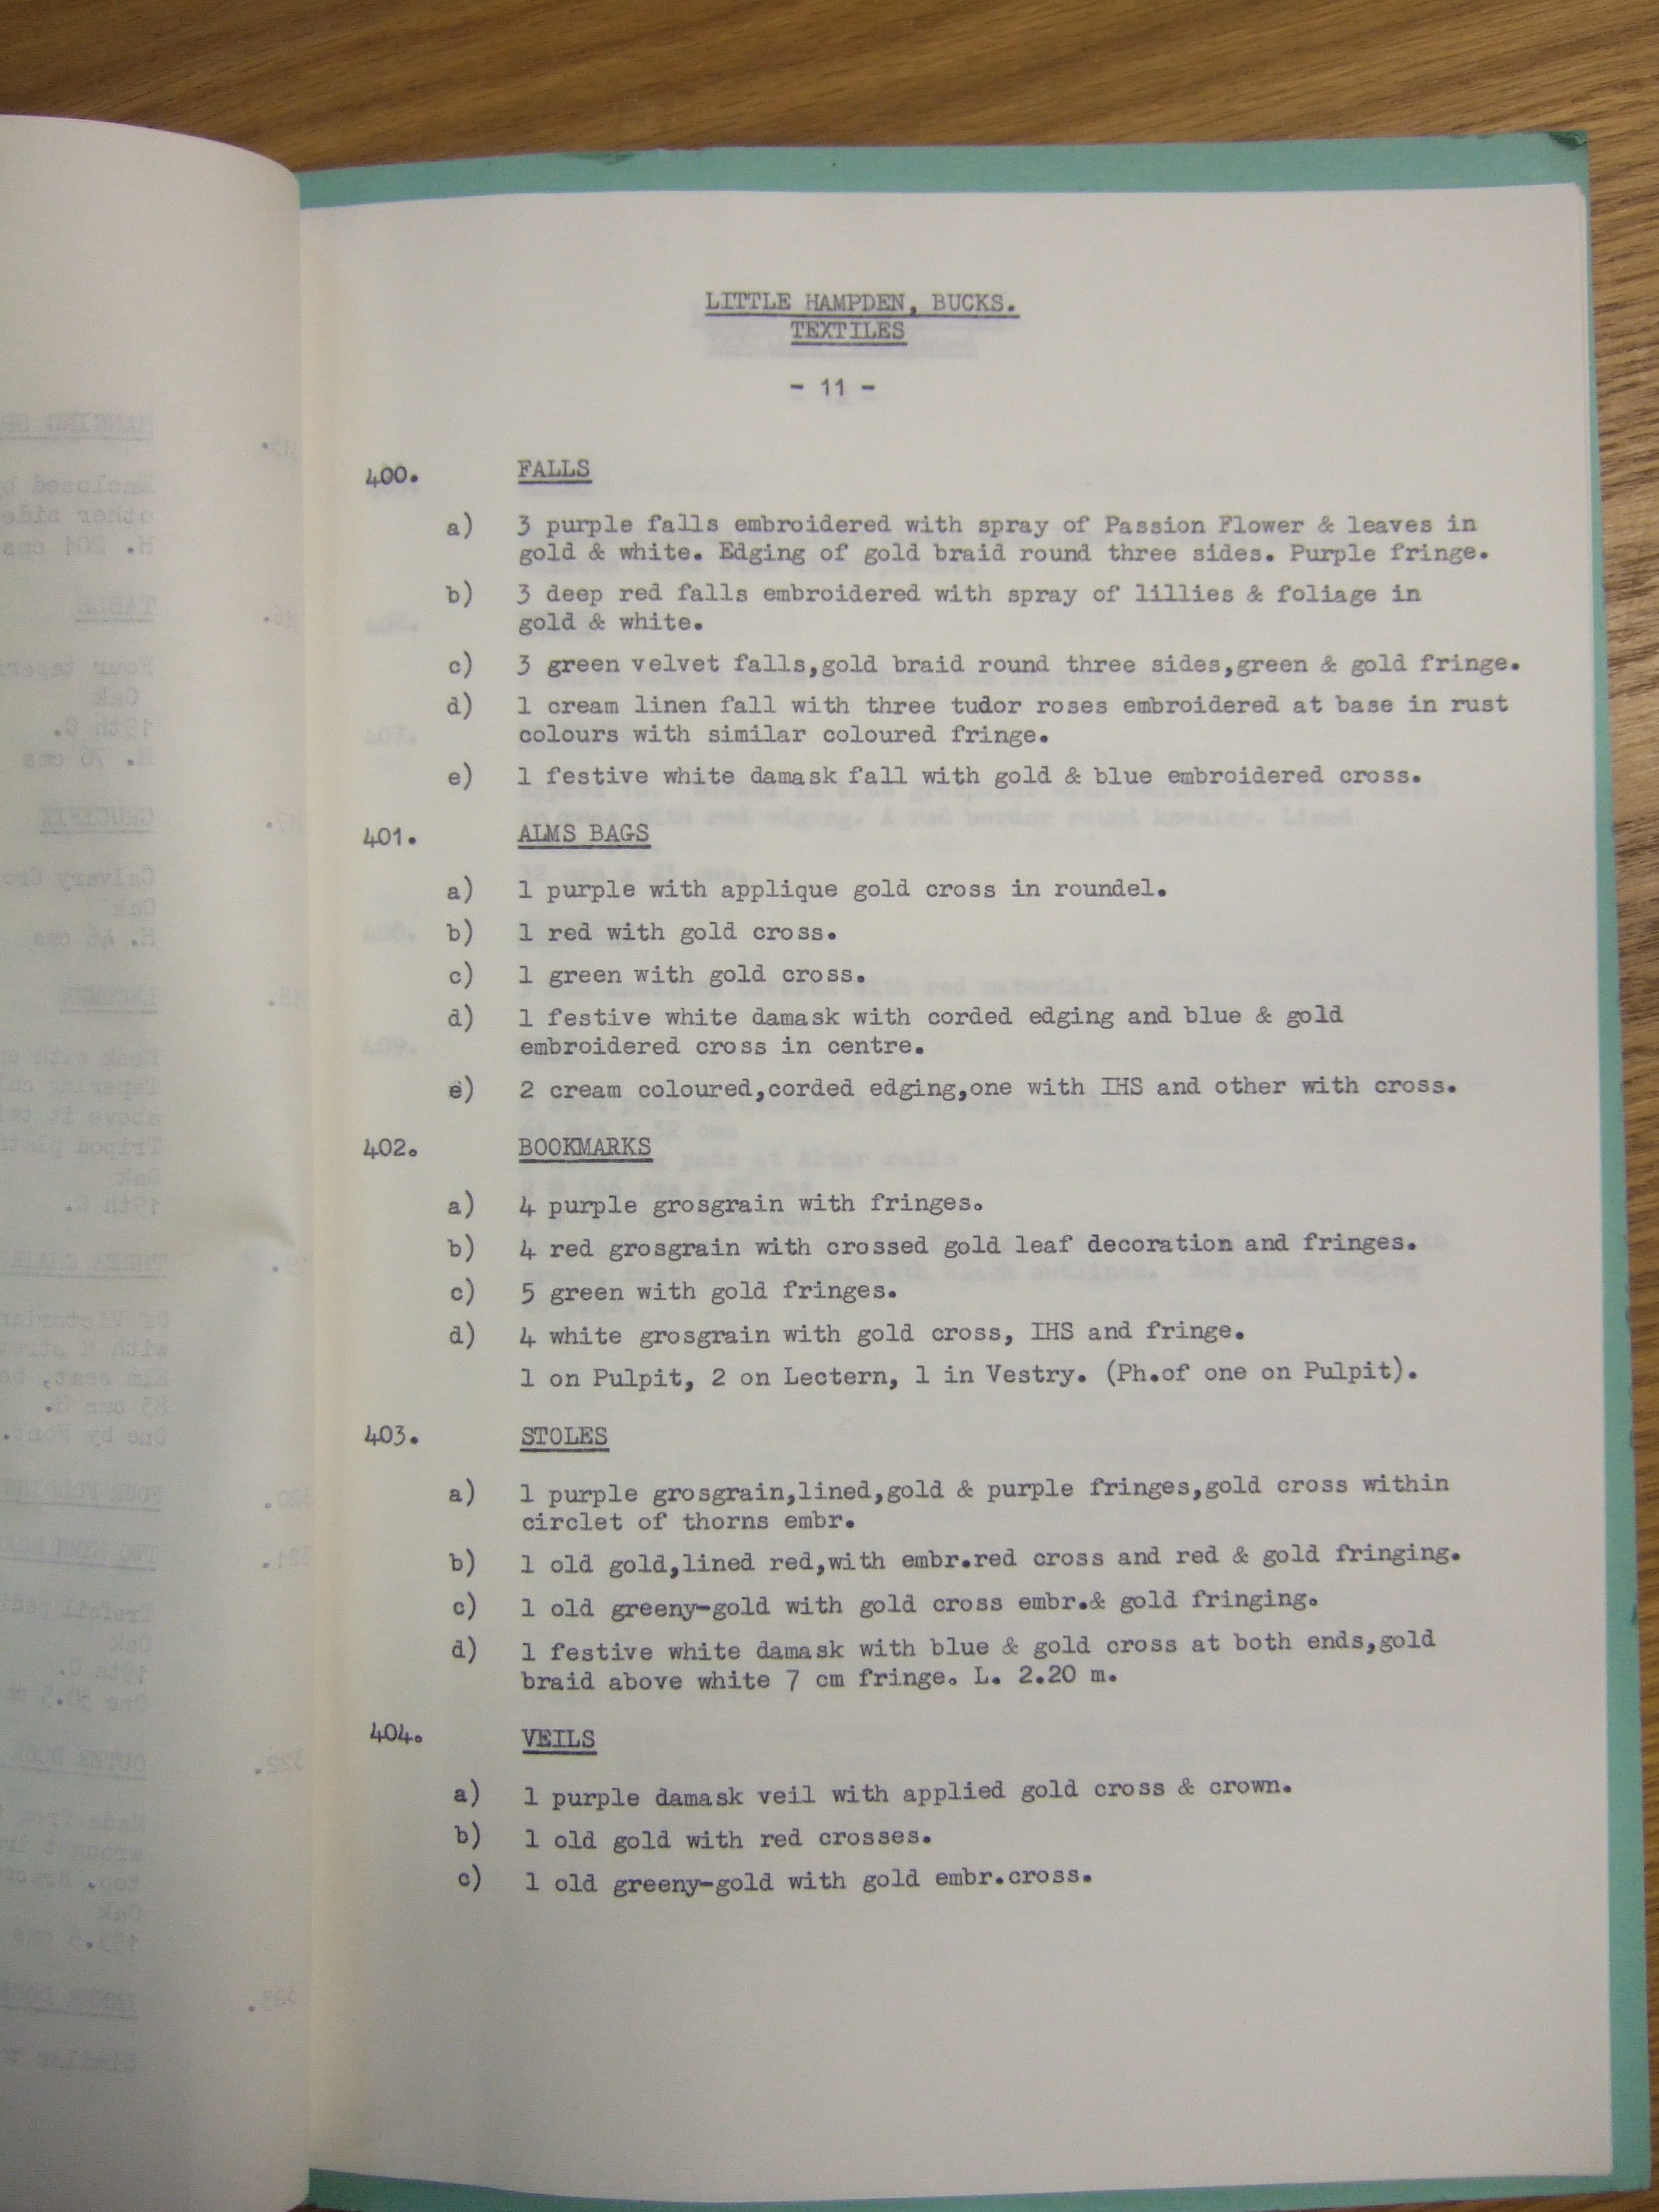 LITTLE HAMPDEN, BUCKS.
TEXTILES
- 11 -
400. FALLS
a) 3 purple falls embroidered with spray of Passion Flower & leaves in
gold & white. Edging of gold braid round three sides. Purple fringe.
b) 3 deep red falls embroidered with spray of lillies & foliage in
gold & white.
c) 3 green velvet falls,gold braid round three sides,green & gold fringe.
d) 1 cream linen fall with three tudor roses embroidered at base in rust
colours with similar coloured fringe.
e) 1 festive white damask fall with gold & blue embroidered cross.
401. ALMS BAGS
a) 1 purple with applique gold cross in roundel.
b) 1 red with gold cross.
c) 1 green with gold cross.
d) 1 festive white damask with corded edging and blue & gold
embroidered cross in centre.
e) 2 cream coloured,corded edging,one with IHS and other with cross.
402. BOOKMARKS
a) 4 purple grosgrain with fringes.
b) 4 red grosgrain with crossed gold leaf decoration and fringes.
c) 5 green with gold fringes.
d) 4 white grosgrain with gold cross, IHS and fringe.
1 on Pulpit, 2 on Lectern, 1 in Vestry. (Ph.of one on Pulpit).
403. STOLES
a) 1 purple grosgrain,lined,gold & purple fringes,gold cross within
circlet of thorns embr.
b) 1 old gold,lined red,with embr.red cross and red & gold fringing.
c) 1 old greeny-gold with gold cross embr.& gold fringing.
d) 1 festive white damask with blue & gold cross at both ends,gold
braid above white 7 cm fringe. L. 2.20 m.
404. VEILS
a) 1 purple damask veil with applied gold cross & crown.
b) 1 old gold with red crosses.
c) 1 old greeny-gold with gold embr.cross.